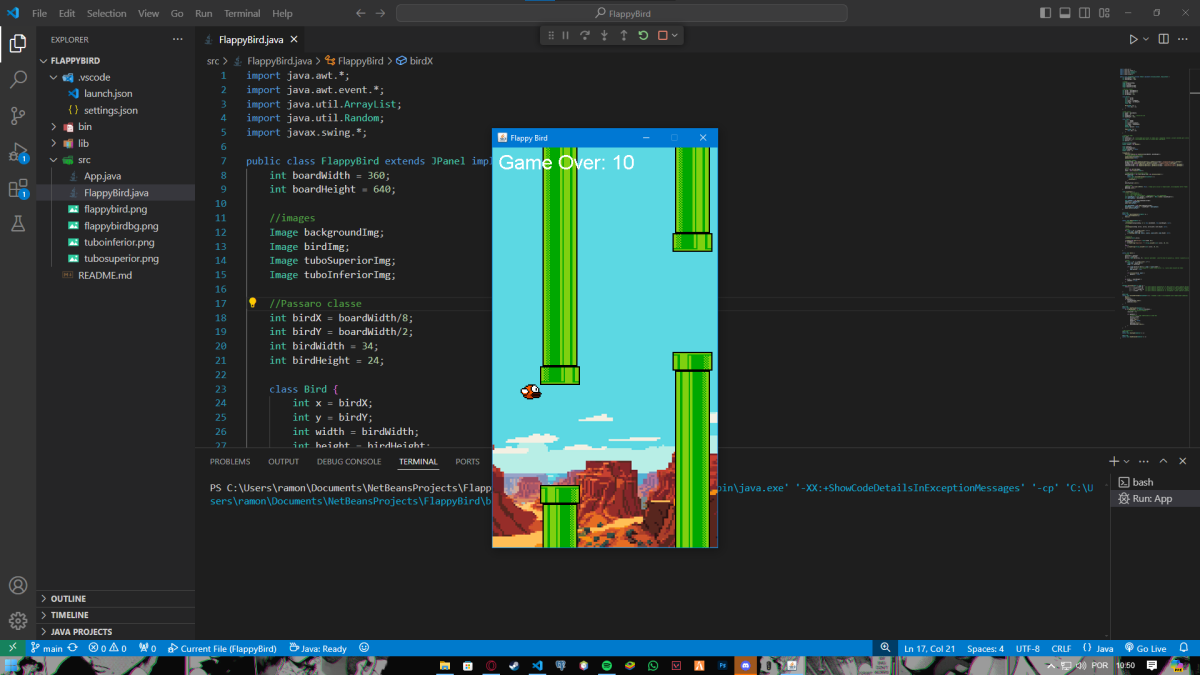 File Edit Selection View Go Run Terminal Help
FlappyBird
EXPLORER
FLAPPYBIRD
.vscode
launch.json
settings.json
bin
lib
src
App.java
FlappyBird.java
flappybird.png
flappybirdbg.png
tuboinferior.png
tubosuperior.png
README.md
OUTLINE
TIMELINE
JAVA PROJECTS
FlappyBird.java
src > FlappyBird.java > FlappyBird > birdX
1 import java.awt.*;
2 import java.awt.event.*;
3 import java.util.ArrayList;
4 import java.util.Random;
5 import javax.swing.*;
6
7 public class FlappyBird extends JPanel impl
8 int boardWidth = 360;
9 int boardHeight = 640;
10
11 //images
12 Image backgroundImg;
13 Image birdImg;
14 Image tuboSuperiorImg;
15 Image tuboInferiorImg;
16
17 //Passaro classe
18 int birdX = boardWidth/8;
19 int birdY = boardWidth/2;
20 int birdWidth = 34;
21 int birdHeight = 24;
22
23 class Bird {
24 int x = birdX;
25 int y = birdY;
26 int width = birdWidth;
27 int height = birdHeight;
Flappy Bird
Game Over: 10
PROBLEMS OUTPUT DEBUG CONSOLE TERMINAL PORTS
PS C:\Users\ramon\Documents\NetBeansProjects\Flapp bin\java.exe' '-XX:+ShowCodeDetailsInExceptionMessages' '-cp' 'C:\U
sers\ramon\Documents\NetBeansProjects\FlappyBird\b
bash
Run: App
main 0 0 0 Current File (FlappyBird) Java: Ready Ln 17, Col 21 Spaces: 4 UTF-8 CRLF {} Java Go Live
POR 10:50